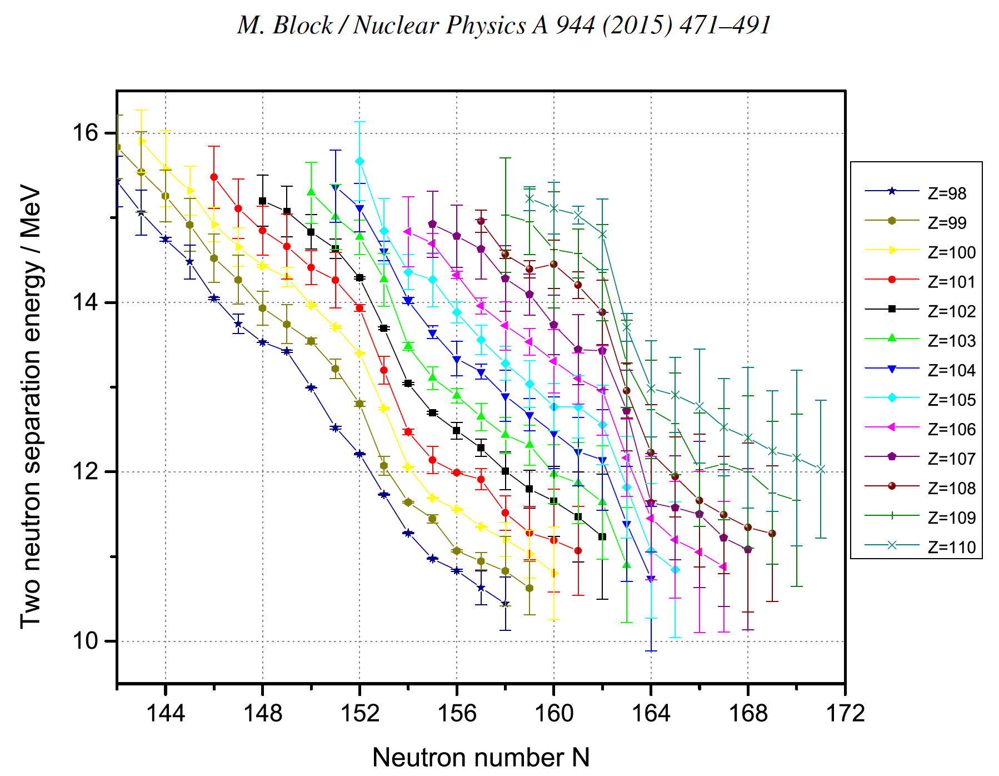 M. Block / Nuclear Physics A 944 (2015) 471–491
Two neutron separation energy / MeV
16
14
12
10
144 148 152 156 160 164 168 172
Neutron number N
Z=98
Z=99
Z=100
Z=101
Z=102
Z=103
Z=104
Z=105
Z=106
Z=107
Z=108
Z=109
Z=110